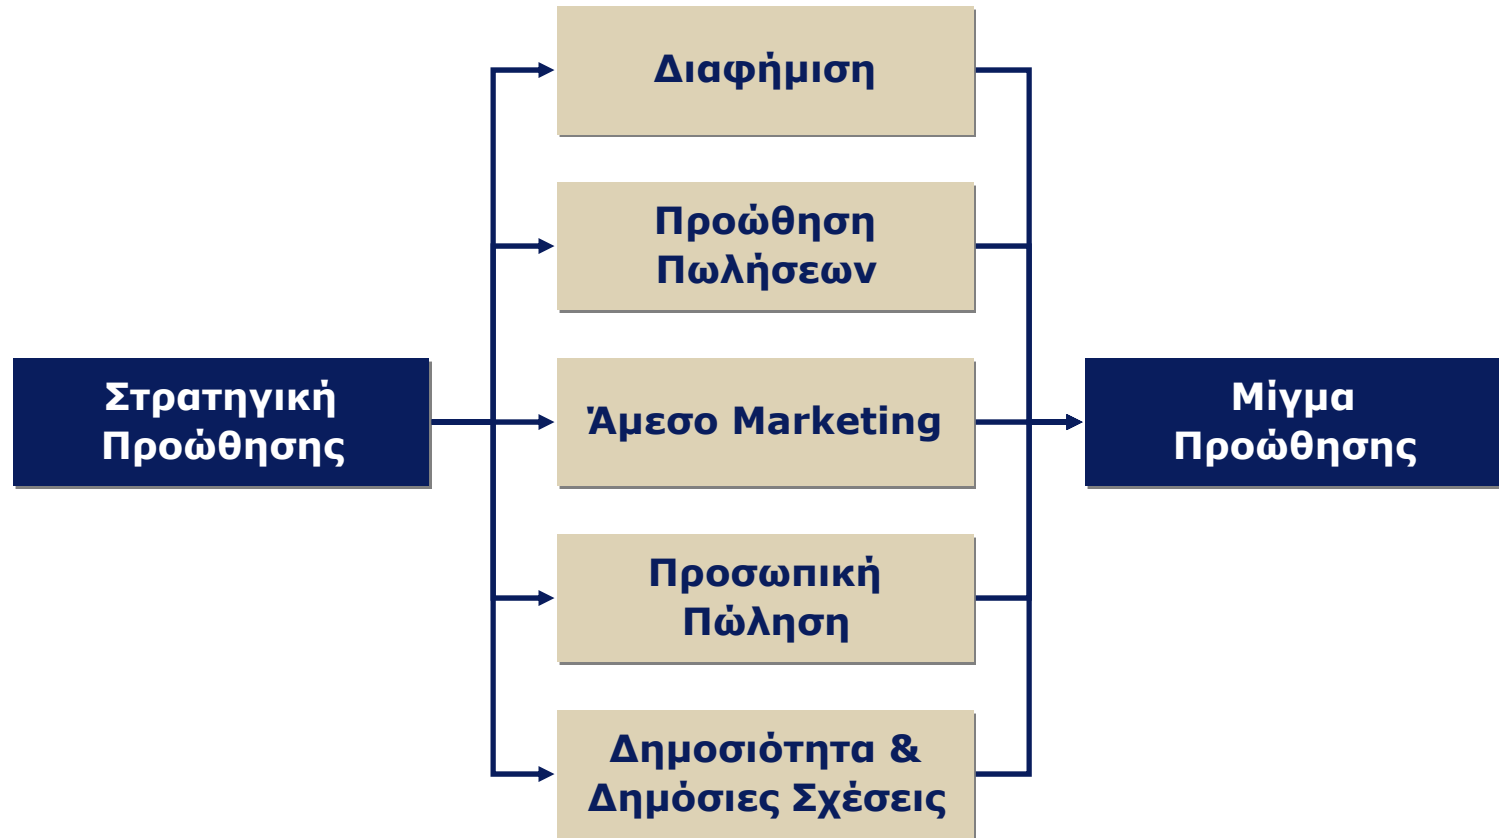 Διαφήμιση
Προώθηση
Πωλήσεων
Στρατηγική
Προώθησης
Άμεσο Marketing
Μίγμα
Προώθησης
Προσωπική
Πώληση
Δημοσιότητα &
Δημόσιες Σχέσεις